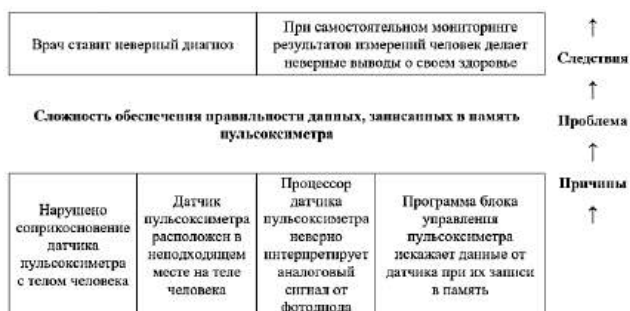 Врач ставит неверный диагноз
При самостоятельном мониторинге
результатов измерений человек делает
неверные выводы о своем здоровье
↑
Следствия
↑
Сложность обеспечения правильности данных, записанных в память
пульсоксиметра
Проблема
↑
Причины
↑
Нарушено
соприкосновение
датчика
пульсоксиметра
с телом человека
Датчик
пульсоксиметра
расположен в
неподходящем
месте на теле
человека
Процессор
датчика
пульсоксиметра
неверно
интерпретирует
аналоговый
сигнал от
фотодиода
Программа блока
управления
пульсоксиметра
искажает данные от
датчика при их записи
в память